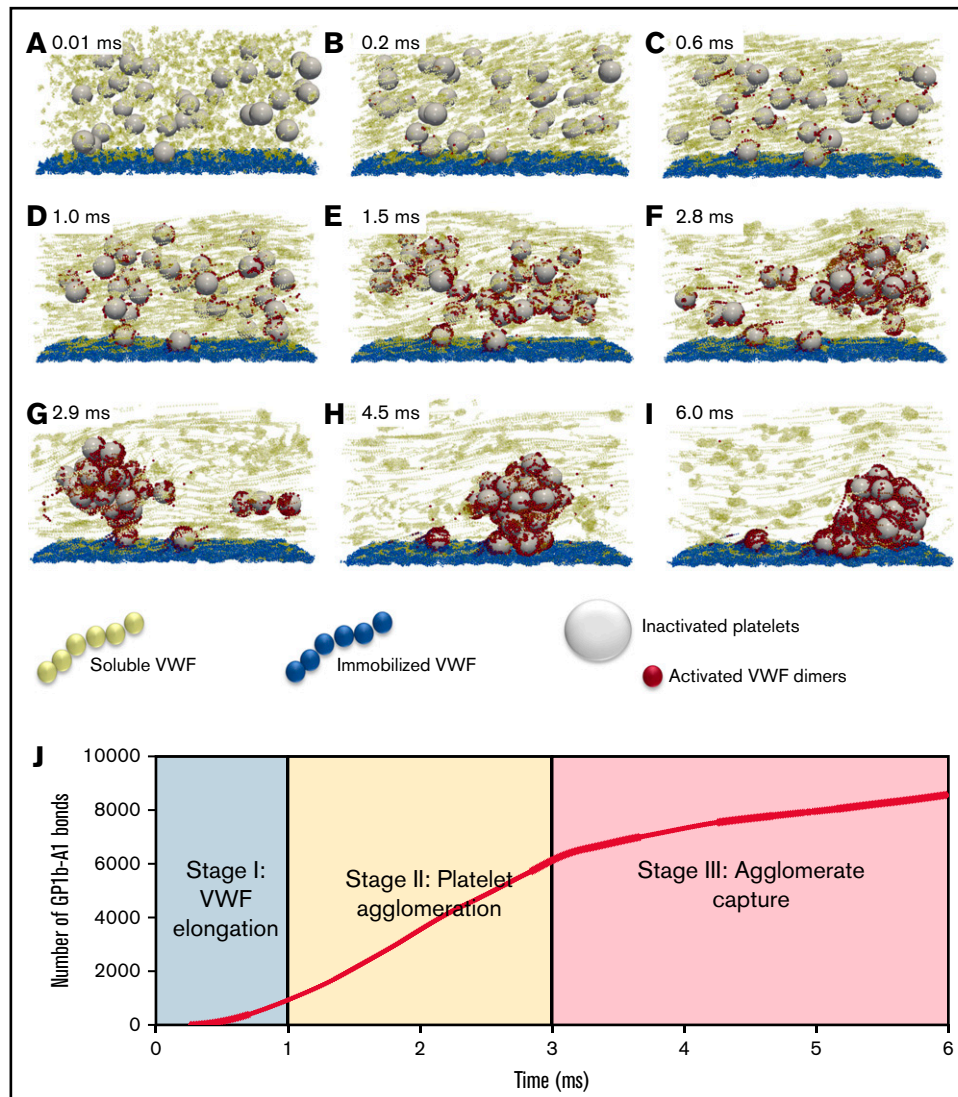 A 0.01 ms
B 0.2 ms
C 0.6 ms
D 1.0 ms
E 1.5 ms
F 2.8 ms
G 2.9 ms
H 4.5 ms
I 6.0 ms
Soluble VWF
Immobilized VWF
Inactivated platelets
Activated VWF dimers
J
Number of GP1b-A1 bonds
10000
8000
6000
4000
2000
0
Stage I:
VWF
elongation
Stage II: Platelet
agglomeration
Stage III: Agglomerate
capture
0 1 2 3 4 5 6
Time (ms)